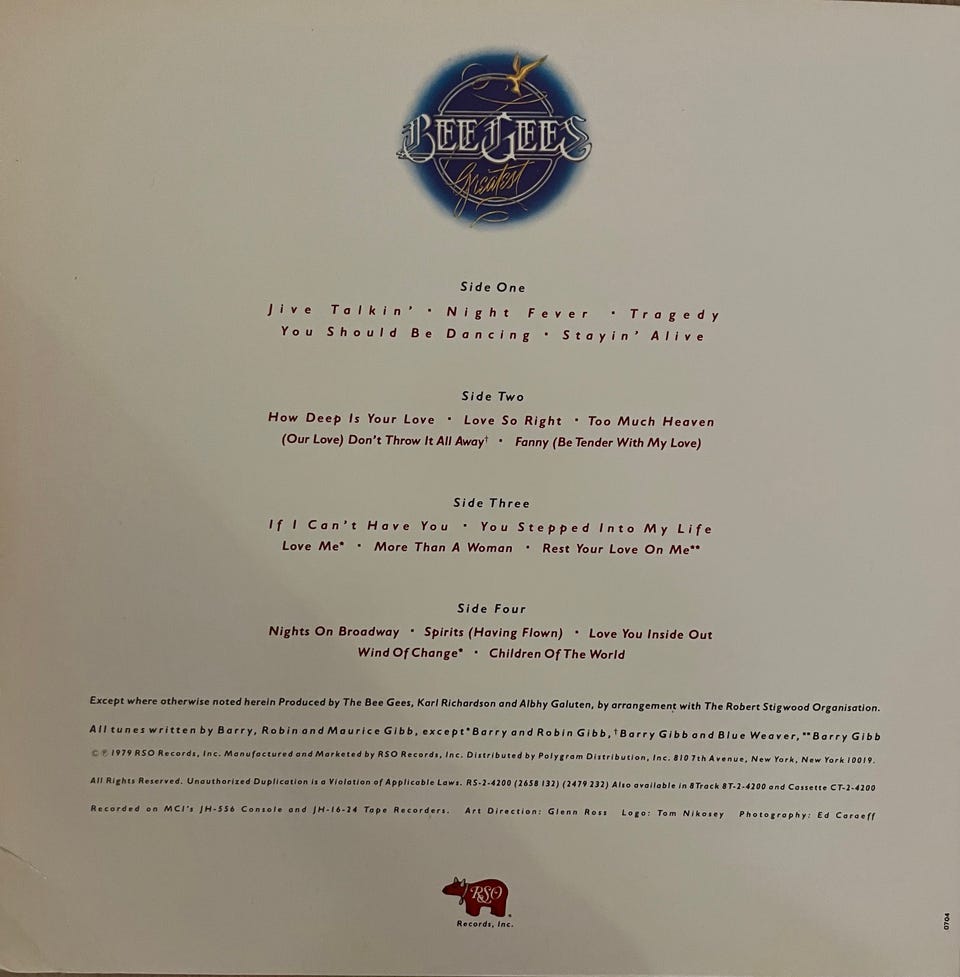 BEE GEES
Greatest
Side One
Jive Talkin' • Night Fever • Tragedy
You Should Be Dancing • Stayin' Alive
Side Two
How Deep Is Your Love • Love So Right • Too Much Heaven
(Our Love) Don't Throw It All Away† • Fanny (Be Tender With My Love)
Side Three
If I Can't Have You • You Stepped Into My Life
Love Me* • More Than A Woman • Rest Your Love On Me**
Side Four
Nights On Broadway • Spirits (Having Flown) • Love You Inside Out
Wind Of Change* • Children Of The World
Except where otherwise noted herein Produced by The Bee Gees, Karl Richardson and Albhy Galuten, by arrangement with The Robert Stigwood Organisation.
All tunes written by Barry, Robin and Maurice Gibb, except*Barry and Robin Gibb,†Barry Gibb and Blue Weaver,**Barry Gibb
© ℗ 1979 RSO Records, Inc. Manufactured and Marketed by RSO Records, Inc. Distributed by Polygram Distribution, Inc. 810 7th Avenue, New York, New York 10019.
All Rights Reserved. Unauthorized Duplication is a Violation of Applicable Laws. RS-2-4200 (2658 132) (2479 232) Also available in 8Track 8T-2-4200 and Cassette CT-2-4200
Recorded on MCI's JH-556 Console and JH-16-24 Tape Recorders. Art Direction: Glenn Ross Logo: Tom Nikosey Photography: Ed Caraeff
RSO
Records, Inc.
0704